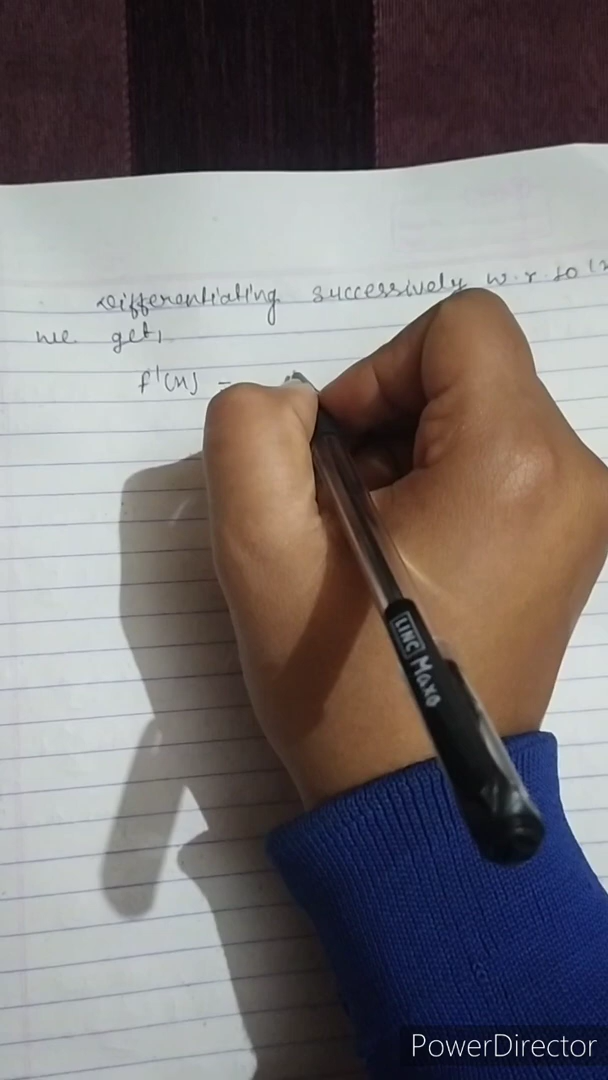 Differentiating successively w.r to
we get,
f'(x) =
LINC Maxo
PowerDirector